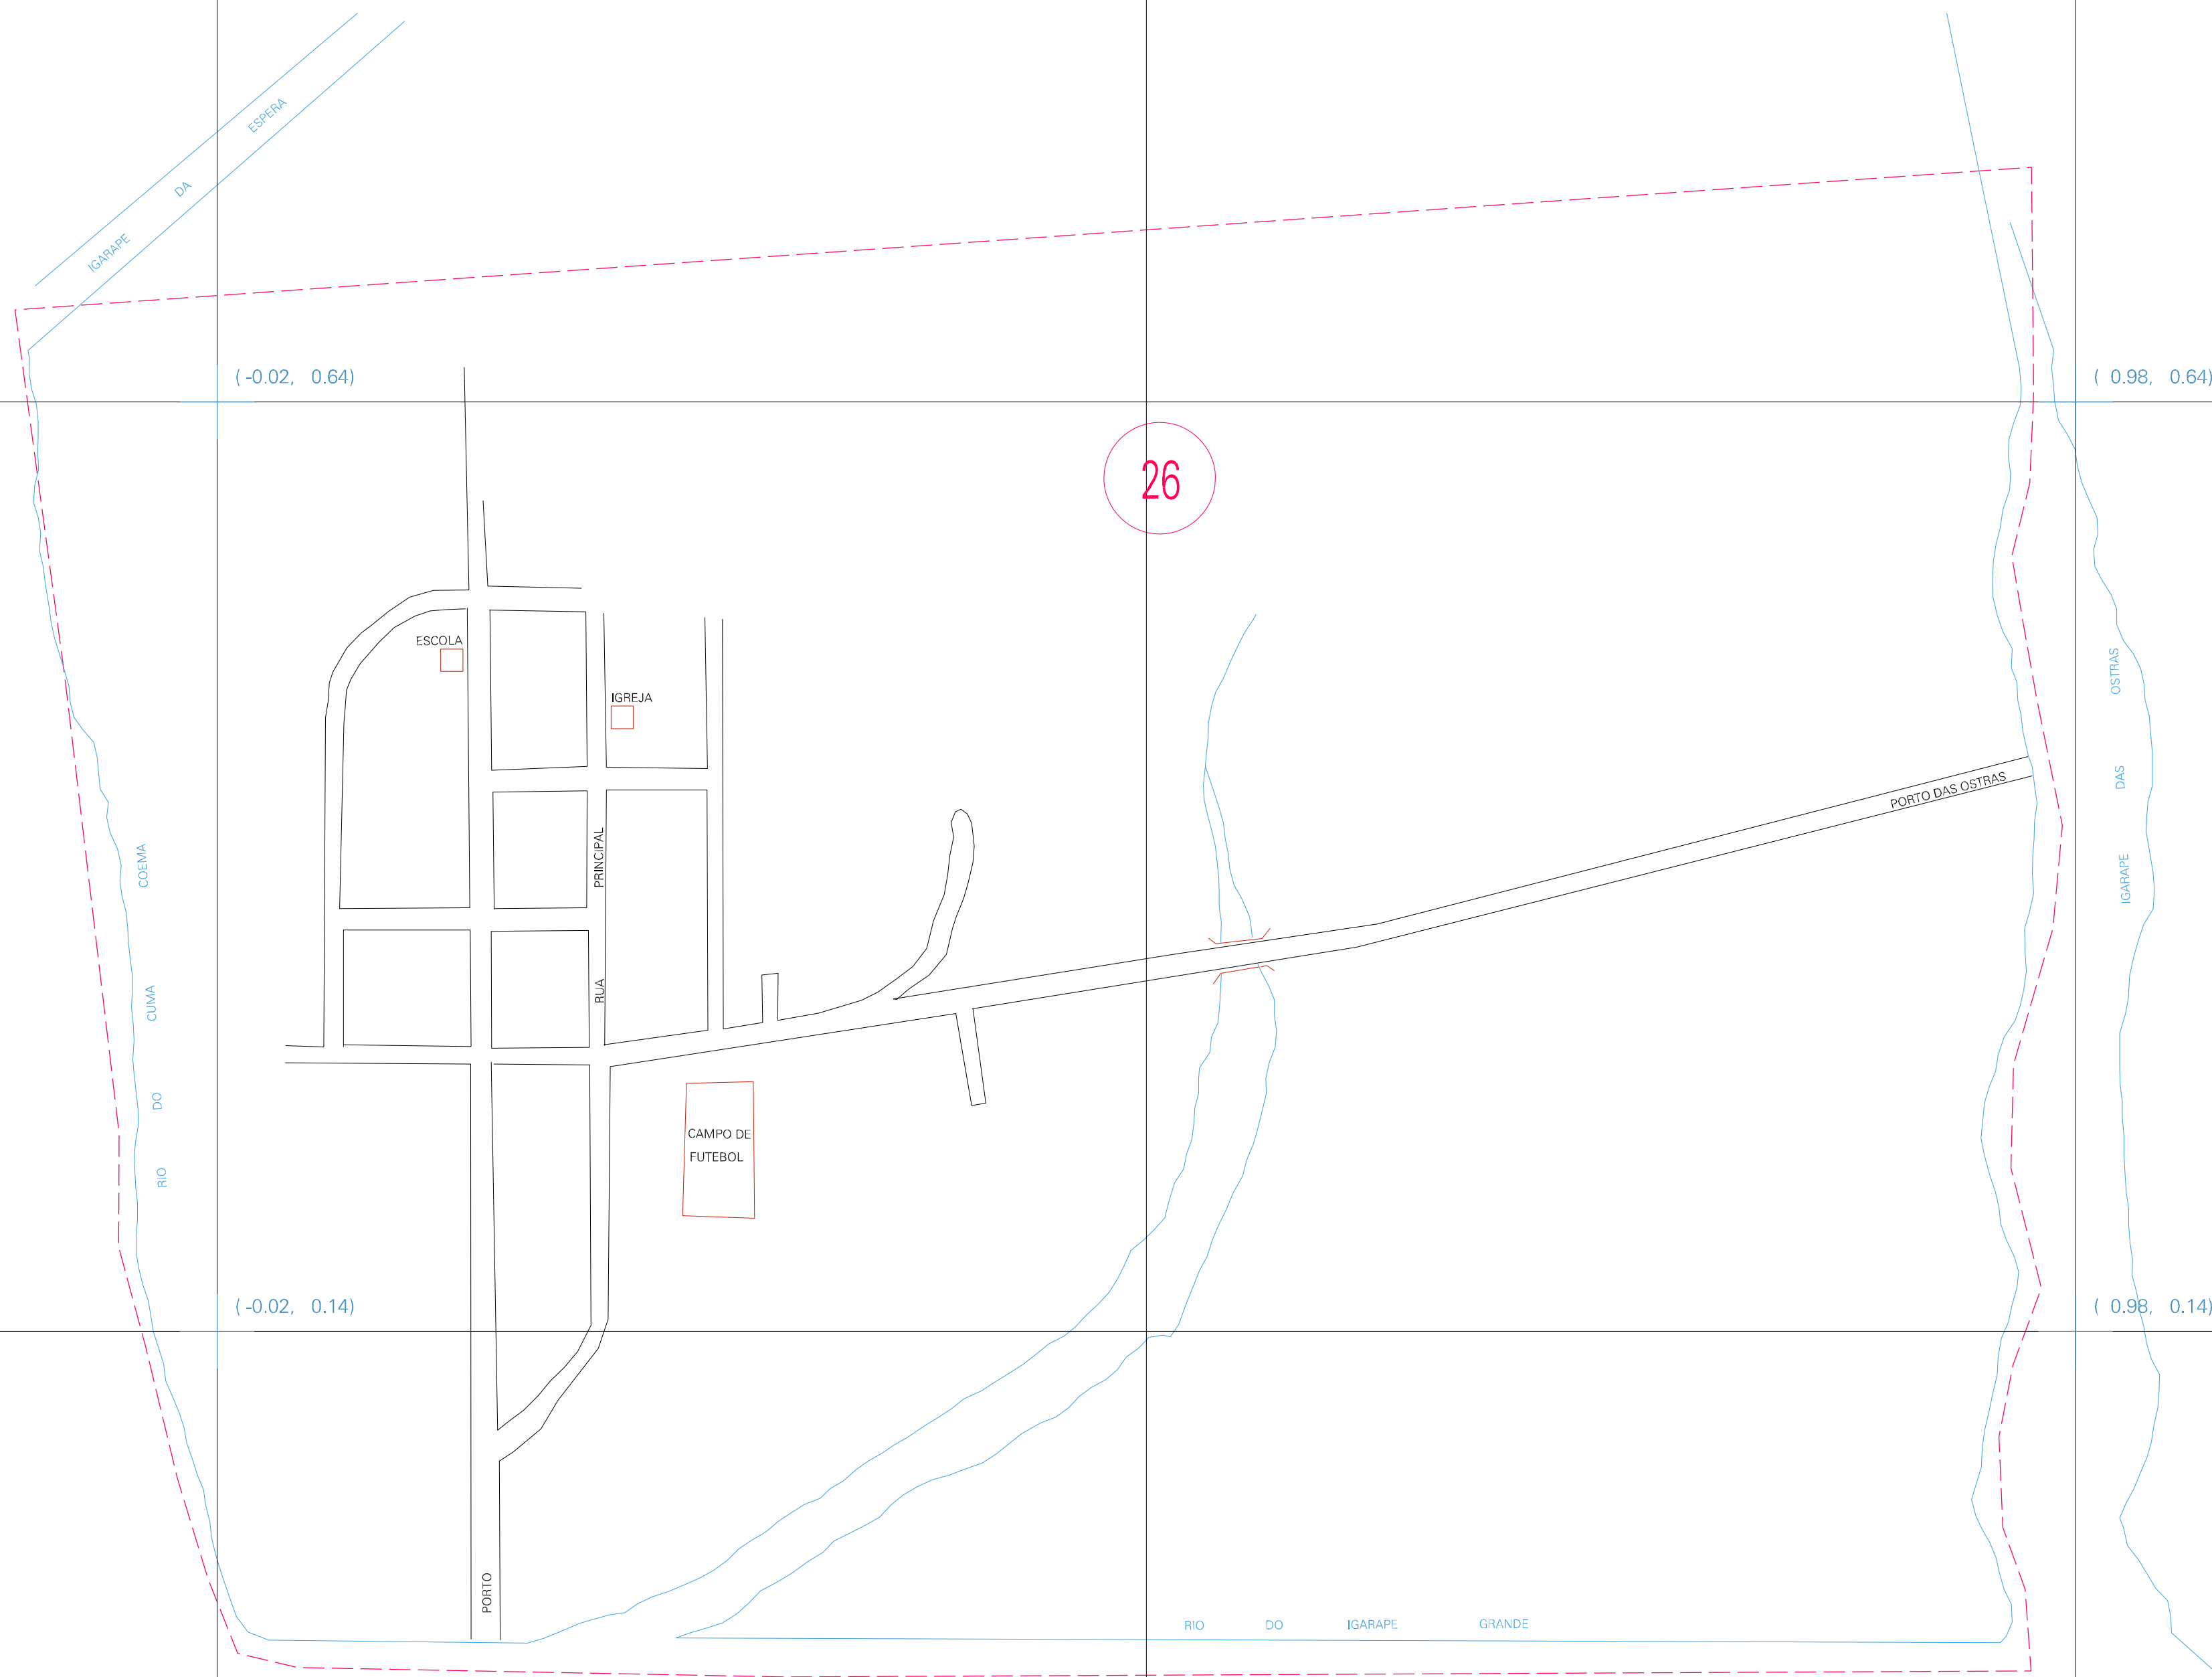 ESPERA
DA
IGARAPE
(-0.02, 0.64)
( 0.98, 0.64)
26
ESCOLA
IGREJA
OSTRAS
DAS
IGARAPE
PORTO DAS OSTRAS
PRINCIPAL
RUA
COEMA
CUMA
DO
RIO
CAMPO DE
FUTEBOL
(-0.02, 0.14)
( 0.98, 0.14)
PORTO
RIO DO IGARAPE GRANDE